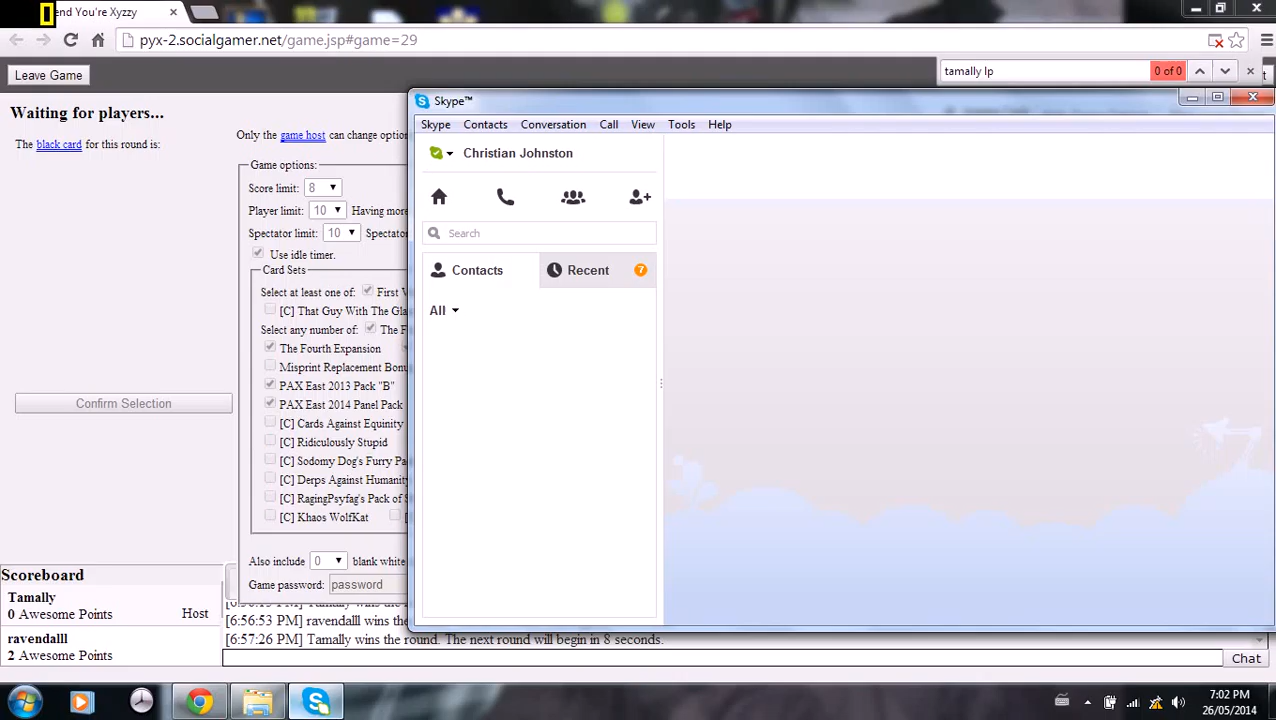 end You're Xyzzy
pyx-2.socialgamer.net/game.jsp#game=29
Leave Game
tamally lp
0 of 0
Waiting for players...
The black card for this round is:
Only the game host can change option
Game options:
Score limit: 8
Player limit: 10 Having more
Spectator limit: 10 Spectator
Use idle timer.
Card Sets
Select at least one of: First V
[C] That Guy With The Gla
Select any number of: The F
The Fourth Expansion
Misprint Replacement Bonu
PAX East 2013 Pack "B"
PAX East 2014 Panel Pack
[C] Cards Against Equinity
[C] Ridiculously Stupid
[C] Sodomy Dog's Furry Pa
[C] Derps Against Humanity
[C] RagingPsyfag's Pack of S
[C] Khaos WolfKat
Also include 0 blank white
Game password: password
Confirm Selection
Skype™
Skype Contacts Conversation Call View Tools Help
Christian Johnston
Search
Contacts
Recent 7
All
Scoreboard
Tamally
0 Awesome Points Host
ravendalll
2 Awesome Points
[6:56:53 PM] ravendalll wins the
[6:57:26 PM] Tamally wins the round. The next round will begin in 8 seconds.
Chat
7:02 PM
26/05/2014